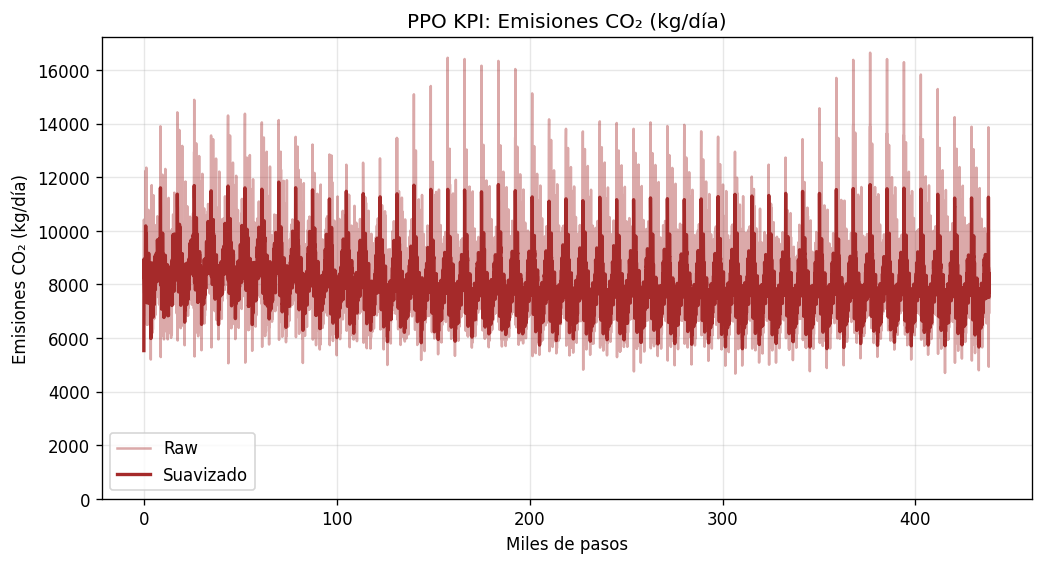 PPO KPI: Emisiones CO₂ (kg/día)
Emisiones CO₂ (kg/día)
16000
14000
12000
10000
8000
6000
4000
2000
0
Raw
Suavizado
0 100 200 300 400
Miles de pasos